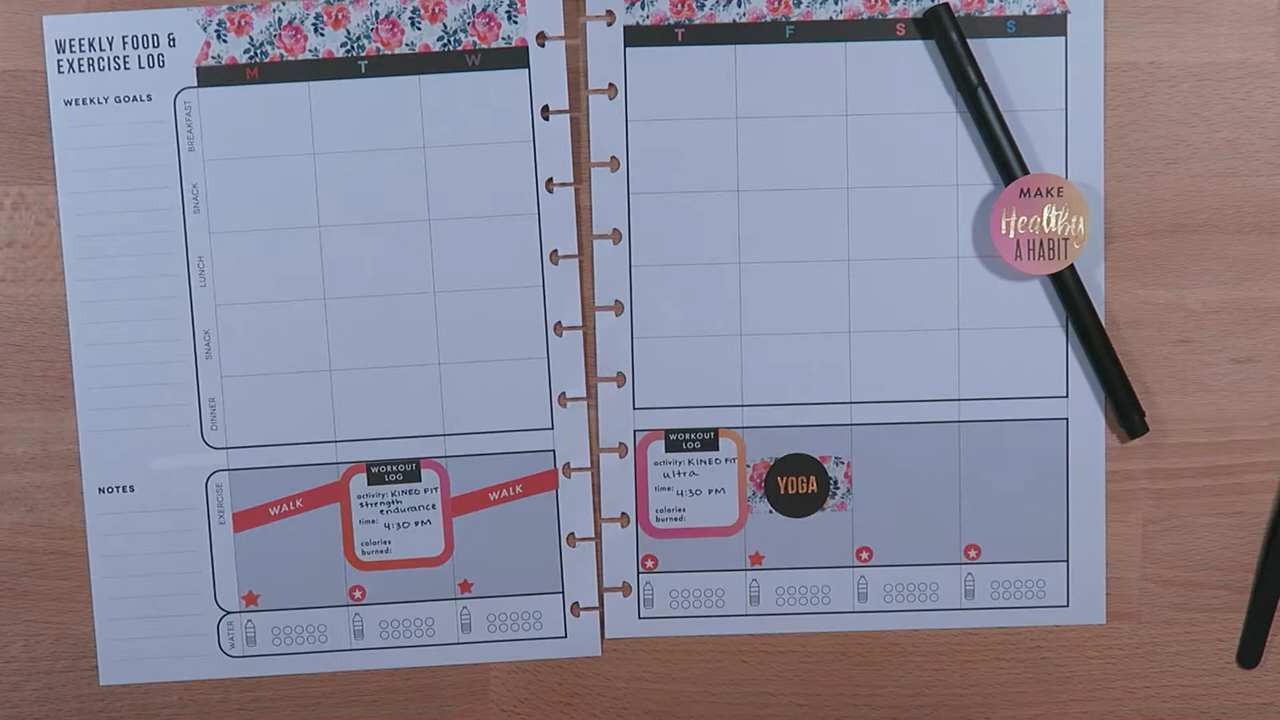 WEEKLY FOOD &
EXERCISE LOG
M T W
T F S S
WEEKLY GOALS
BREAKFAST
SNACK
LUNCH
SNACK
DINNER
MAKE
Healthy
A HABIT
NOTES
EXERCISE
WALK
WORKOUT
LOG
activity: KINEO FIT
strength
endurance
time: 4:30 PM
calories
burned:
WALK
WORKOUT
LOG
activity: KINEO FIT
ultra
time: 4:30 PM
calories
burned:
YOGA
WATER